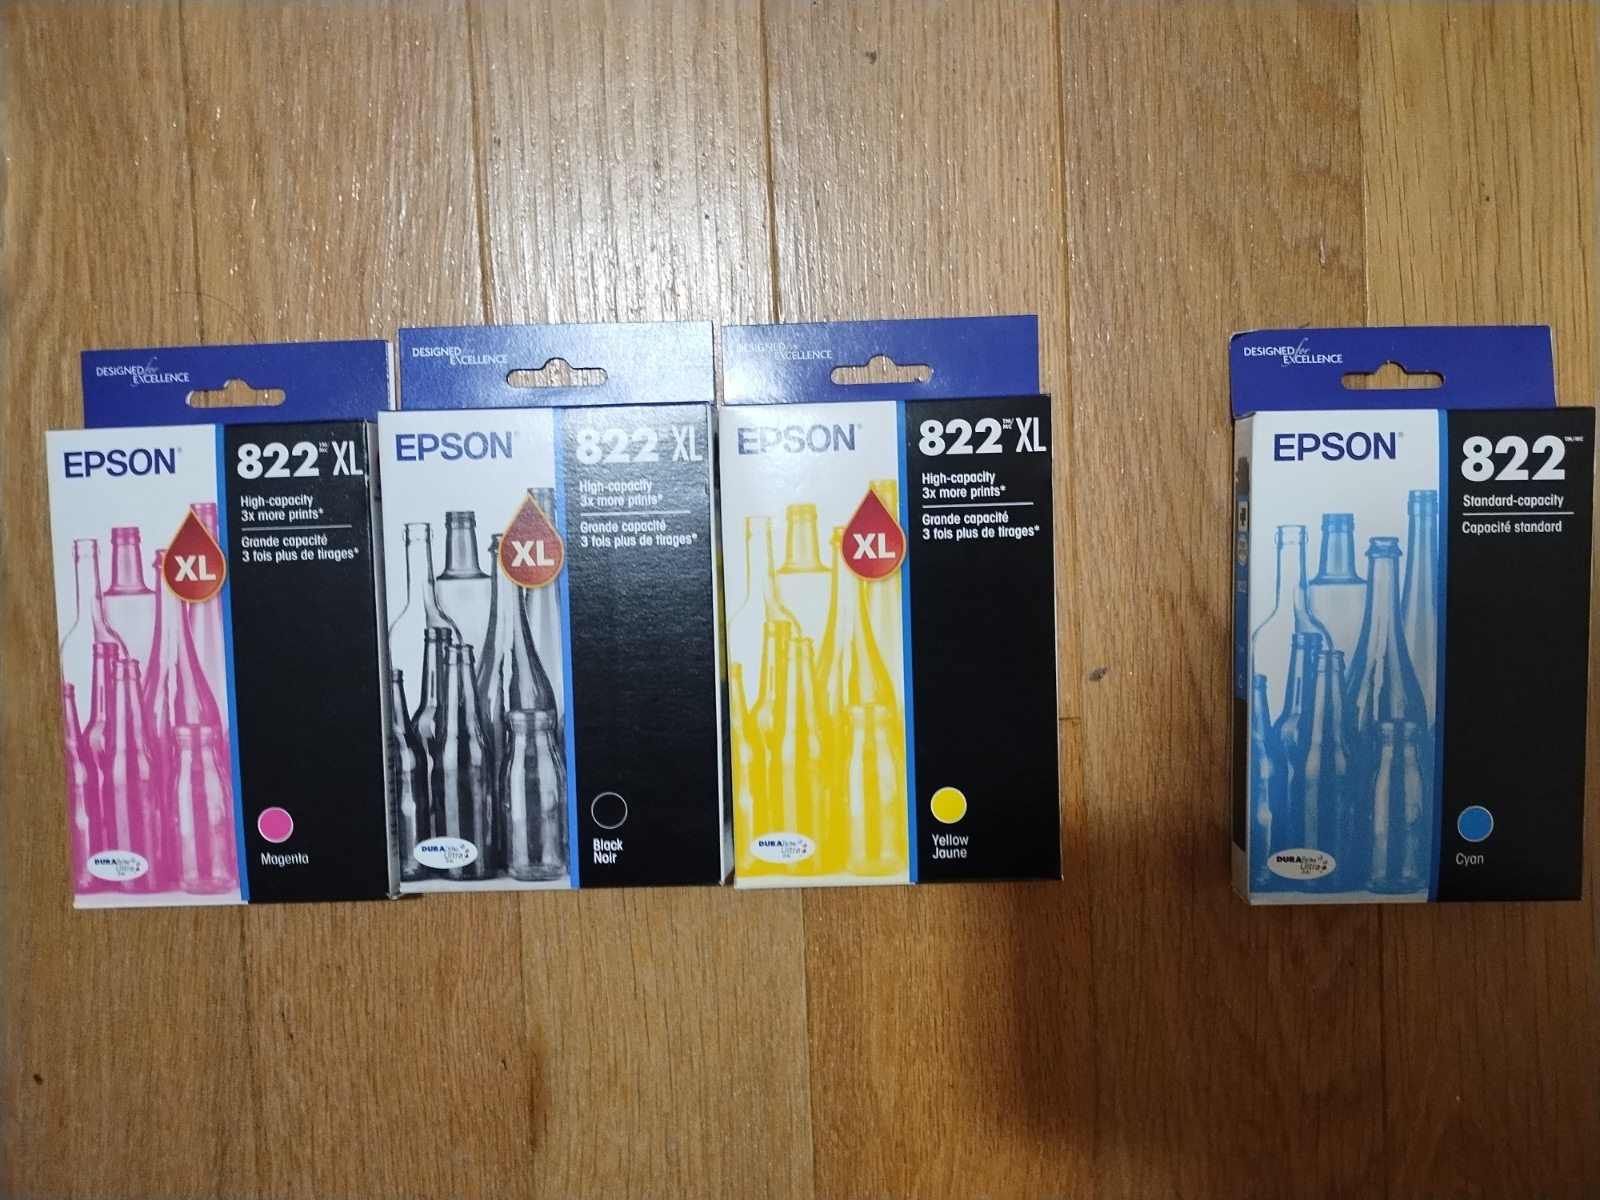 DESIGNED for EXCELLENCE
EPSON®
822 XL
High-capacity
3x more prints*
Grande capacité
3 fois plus de tirages*
XL
DURABrite
Ultra
Magenta
DESIGNED for EXCELLENCE
EPSON®
822 XL
High-capacity
3x more prints*
Grande capacité
3 fois plus de tirages*
XL
DURABrite
Ultra
Black
Noir
DESIGNED for EXCELLENCE
EPSON®
822™/MC XL
High-capacity
3x more prints*
Grande capacité
3 fois plus de tirages*
XL
DURABrite
Ultra
Yellow
Jaune
DESIGNED for EXCELLENCE
EPSON®
822™/MC
Standard-capacity
Capacité standard
DURABrite
Ultra
Cyan